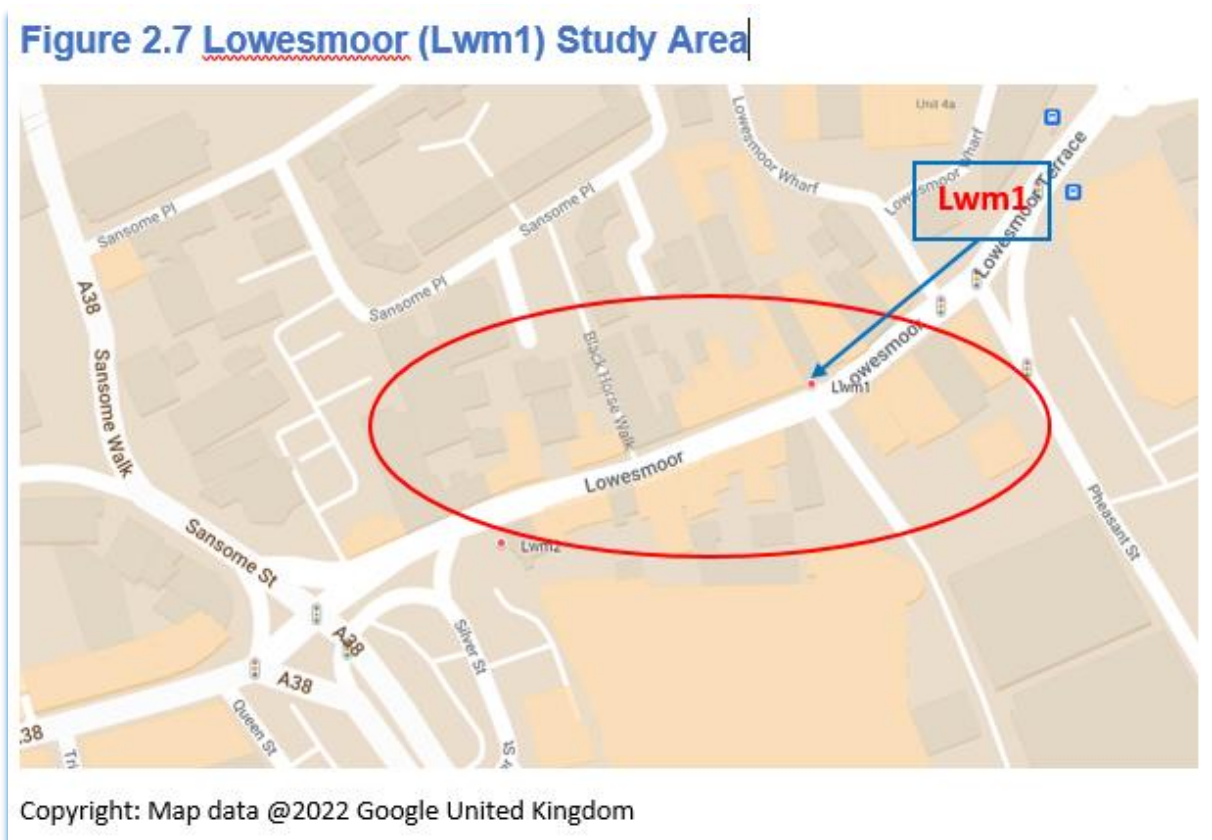 Figure 2.7 Lowesmoor (Lwm1) Study Area
Unit 4a
Lowesmoor Wharf
Lowesmoor Wharf
Lowesmoor Terrace
Lwm1
Sansome Pl
Sansome Pl
Sansome Pl
A38
Sansome Walk
Black Horse Walk
Lowesmoor
Lwm1
Lowesmoor
Lwm2
Pheasant St
Sansome St
A38
Silver St
A38
Queen St
38
Tri
St
Copyright: Map data @2022 Google United Kingdom